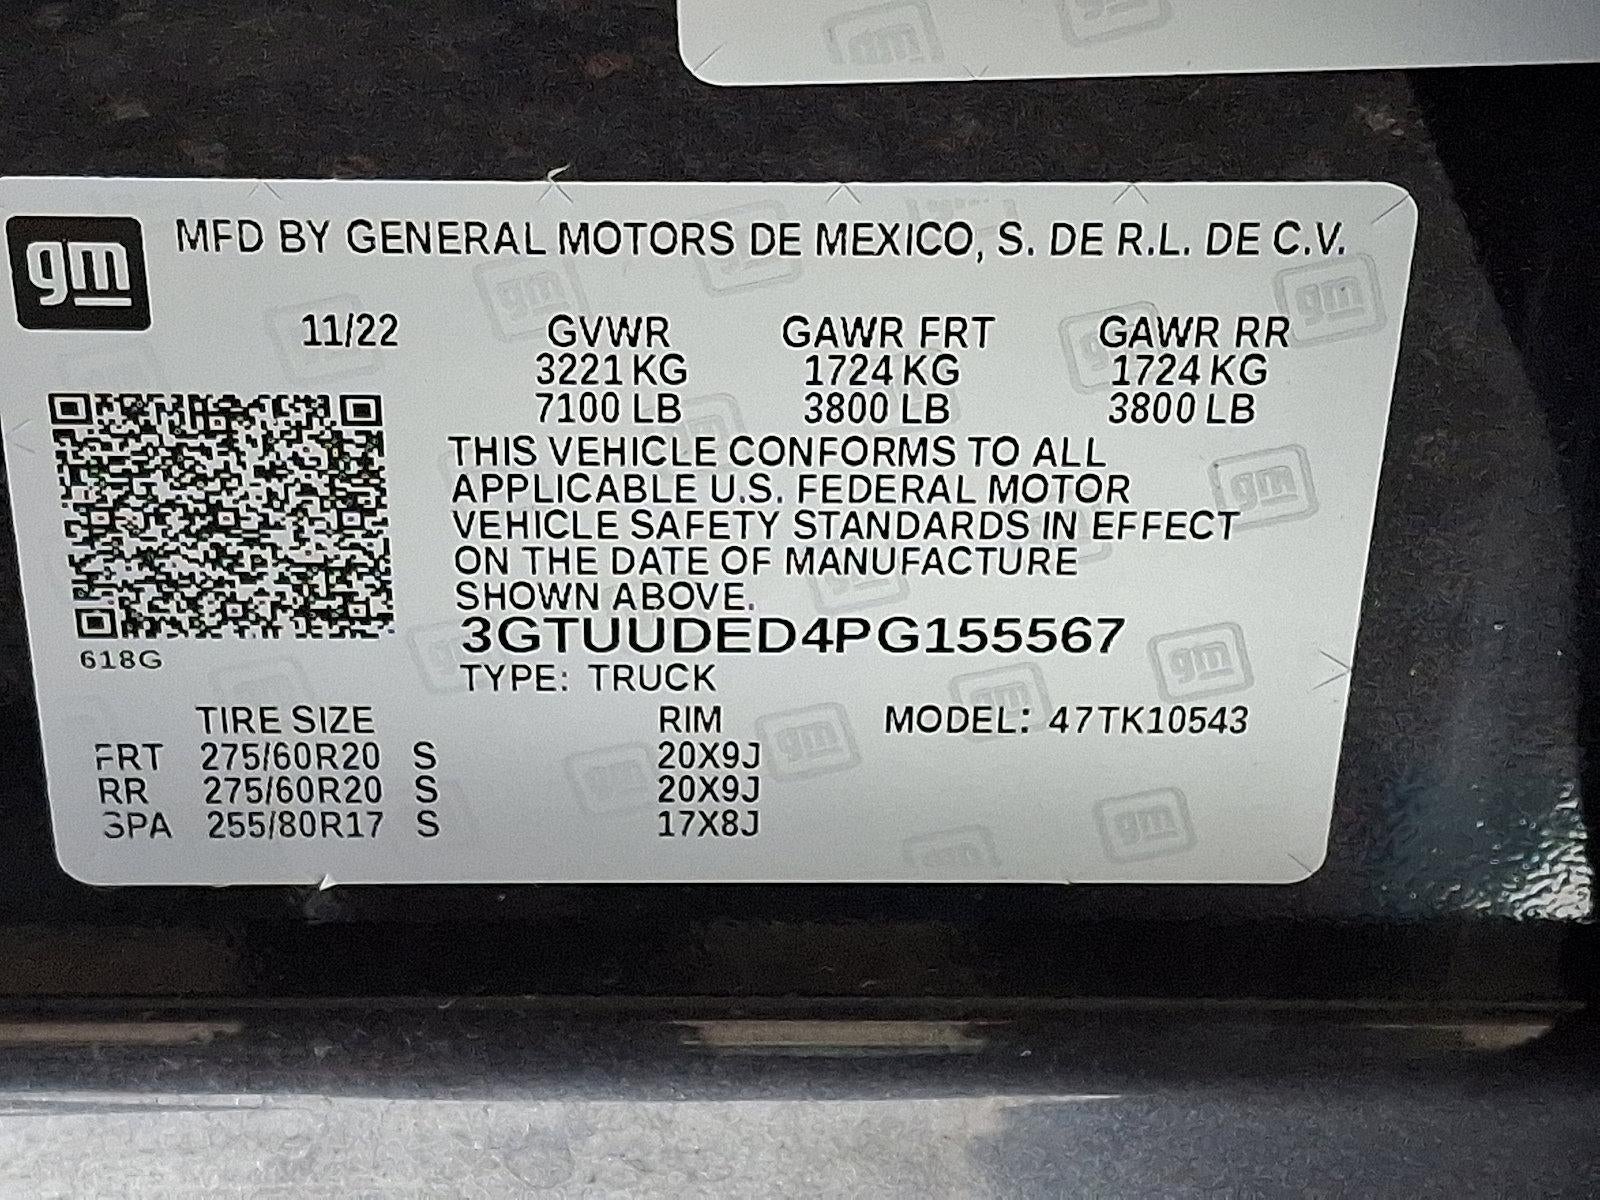 gm
MFD BY GENERAL MOTORS DE MEXICO, S. DE R.L. DE C.V.
11/22 GVWR GAWR FRT GAWR RR
3221 KG 1724 KG 1724 KG
7100 LB 3800 LB 3800 LB
THIS VEHICLE CONFORMS TO ALL
APPLICABLE U.S. FEDERAL MOTOR
VEHICLE SAFETY STANDARDS IN EFFECT
ON THE DATE OF MANUFACTURE
SHOWN ABOVE.
3GTUUDED4PG155567
618G
TYPE: TRUCK
TIRE SIZE RIM MODEL: 47TK10543
FRT 275/60R20 S 20X9J
RR 275/60R20 S 20X9J
SPA 255/80R17 S 17X8J